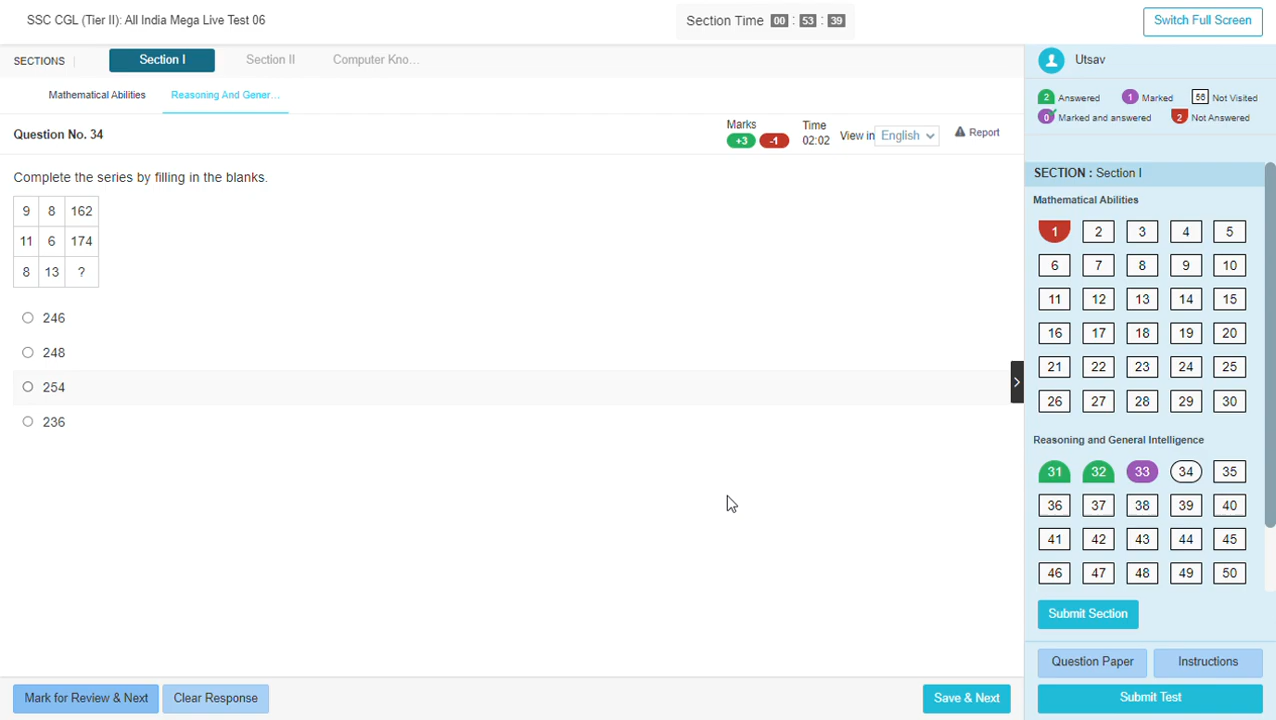 SSC CGL (Tier II): All India Mega Live Test 06
Section Time 00 : 53 : 39
Switch Full Screen
SECTIONS Section I Section II Computer Kno...
Utsav
Mathematical Abilities Reasoning And Gener...
2 Answered 1 Marked 56 Not Visited
0 Marked and answered 2 Not Answered
Question No. 34
Marks
+3 -1
Time
02:02
View in English
Report
Complete the series by filling in the blanks.
9 8 162
11 6 174
8 13 ?
246
248
254
236
SECTION : Section I
Mathematical Abilities
1 2 3 4 5
6 7 8 9 10
11 12 13 14 15
16 17 18 19 20
21 22 23 24 25
26 27 28 29 30
Reasoning and General Intelligence
31 32 33 34 35
36 37 38 39 40
41 42 43 44 45
46 47 48 49 50
Submit Section
Question Paper Instructions
Mark for Review & Next Clear Response Save & Next Submit Test